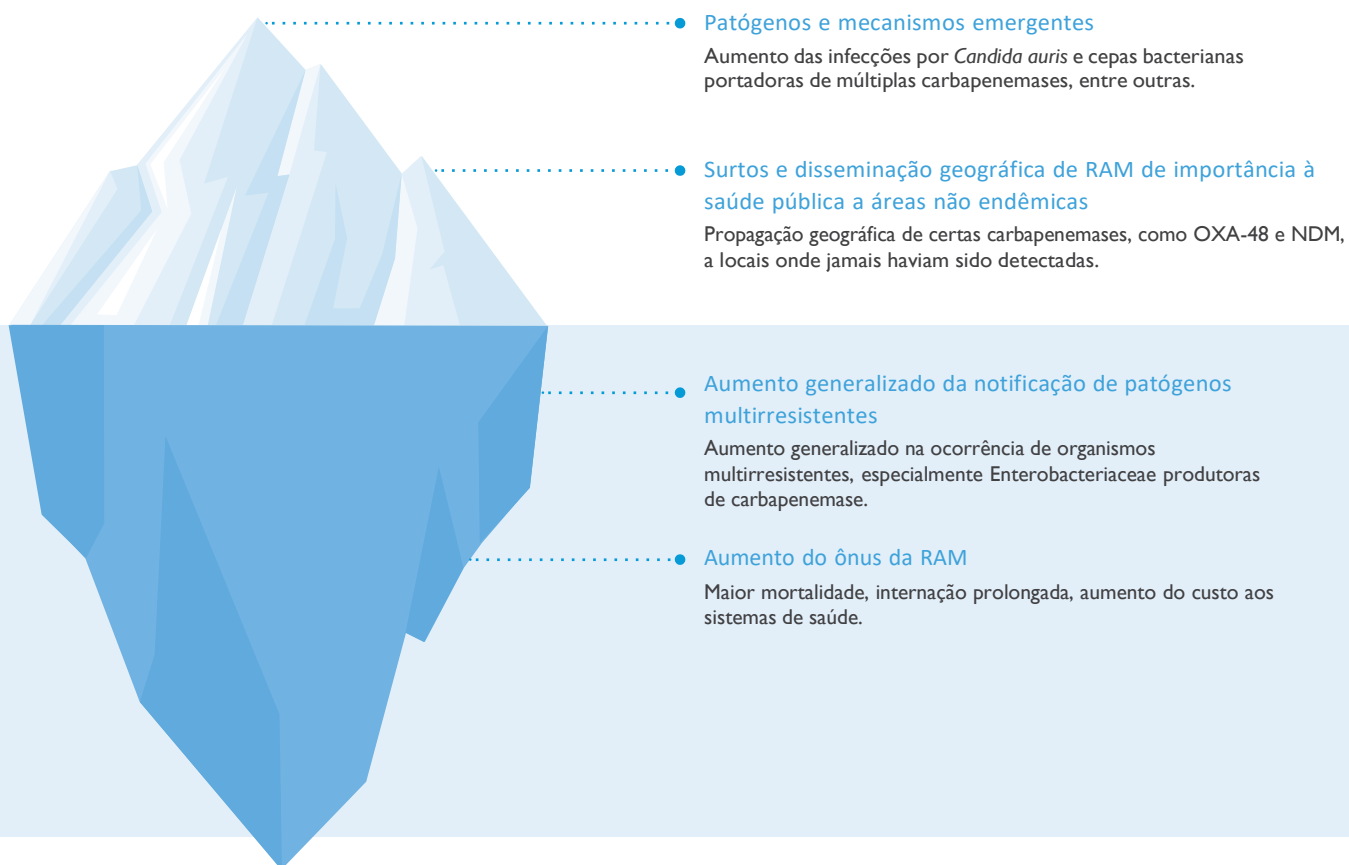 Patógenos e mecanismos emergentes
Aumento das infecções por Candida auris e cepas bacterianas
portadoras de múltiplas carbapenemases, entre outras.
Surtos e disseminação geográfica de RAM de importância à
saúde pública a áreas não endêmicas
Propagação geográfica de certas carbapenemases, como OXA-48 e NDM,
a locais onde jamais haviam sido detectadas.
Aumento generalizado da notificação de patógenos
multirresistentes
Aumento generalizado na ocorrência de organismos
multirresistentes, especialmente Enterobacteriaceae produtoras
de carbapenemase.
Aumento do ônus da RAM
Maior mortalidade, internação prolongada, aumento do custo aos
sistemas de saúde.